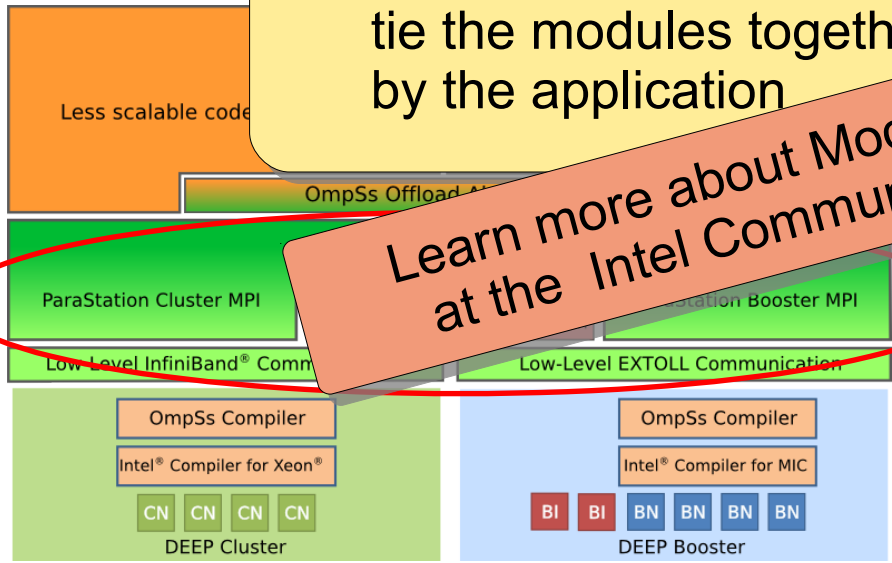 tie the modules togeth
by the application
Less scalable code
OmpSs Offload A
Learn more about Mod
at the Intel Commun
ParaStation Cluster MPI
Station Booster MPI
Low-Level InfiniBand® Comm
Low-Level EXTOLL Communication
OmpSs Compiler
OmpSs Compiler
Intel® Compiler for Xeon®
Intel® Compiler for MIC
CN CN CN CN
BI BI BN BN BN BN
DEEP Cluster
DEEP Booster